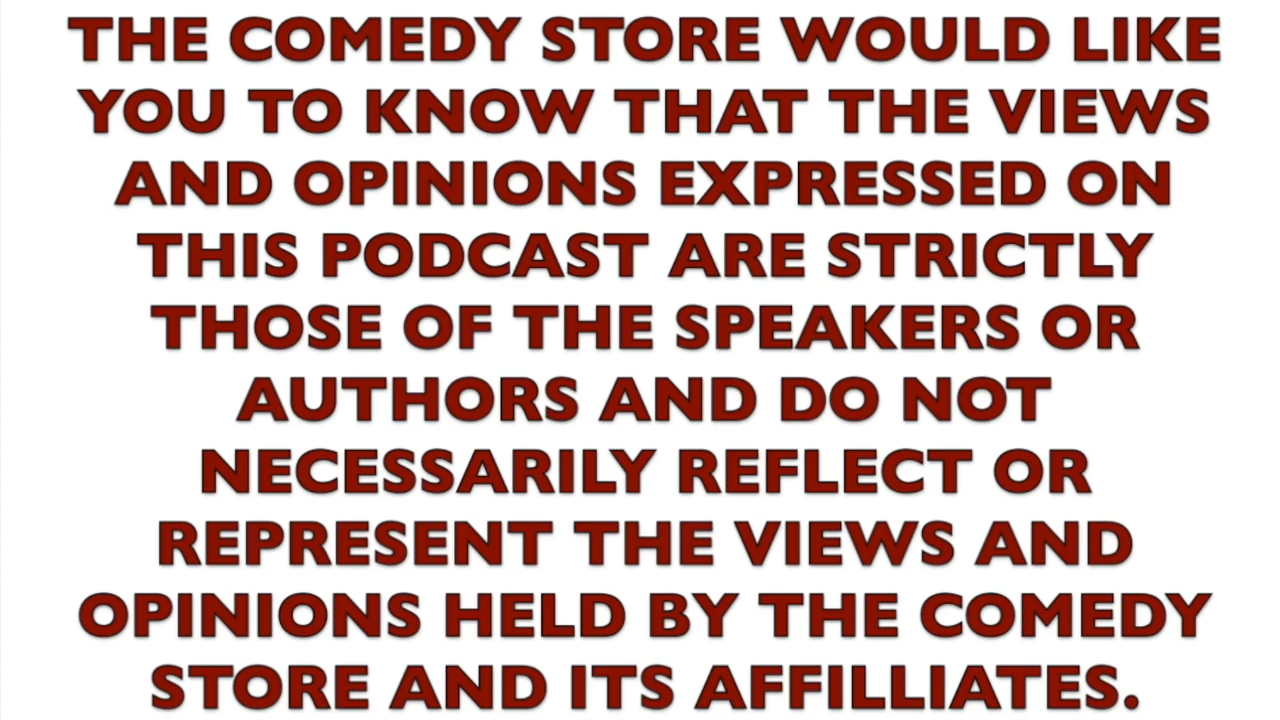 THE COMEDY STORE WOULD LIKE
YOU TO KNOW THAT THE VIEWS
AND OPINIONS EXPRESSED ON
THIS PODCAST ARE STRICTLY
THOSE OF THE SPEAKERS OR
AUTHORS AND DO NOT
NECESSARILY REFLECT OR
REPRESENT THE VIEWS AND
OPINIONS HELD BY THE COMEDY
STORE AND ITS AFFILLIATES.